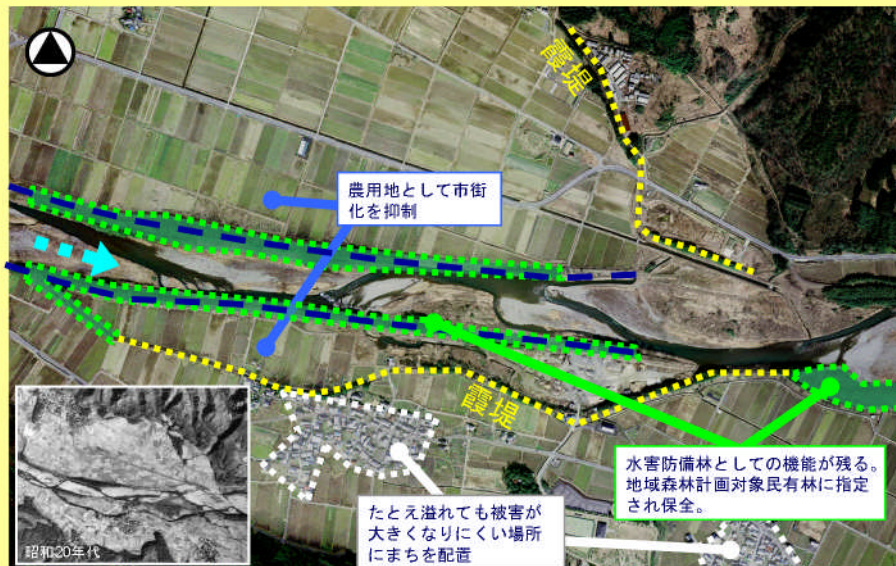 霞堤
農用地として市街
化を抑制
霞堤
水害防備林としての機能が残る。
地域森林計画対象民有林に指定
され保全。
たとえ溢れても被害が
大きくなりにくい場所
にまちを配置
昭和20年代